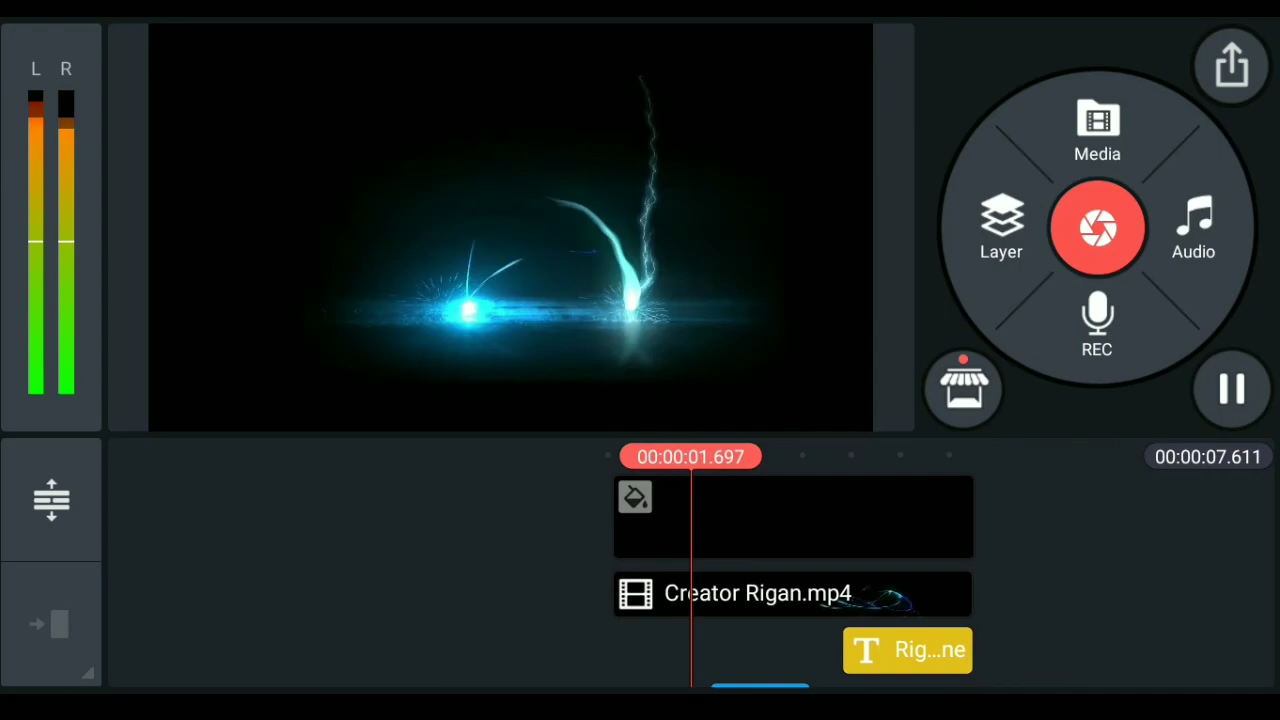 L R
Media
Layer
Audio
REC
00:00:01.697
00:00:07.611
Creator Rigan.mp4
T Rig...ne